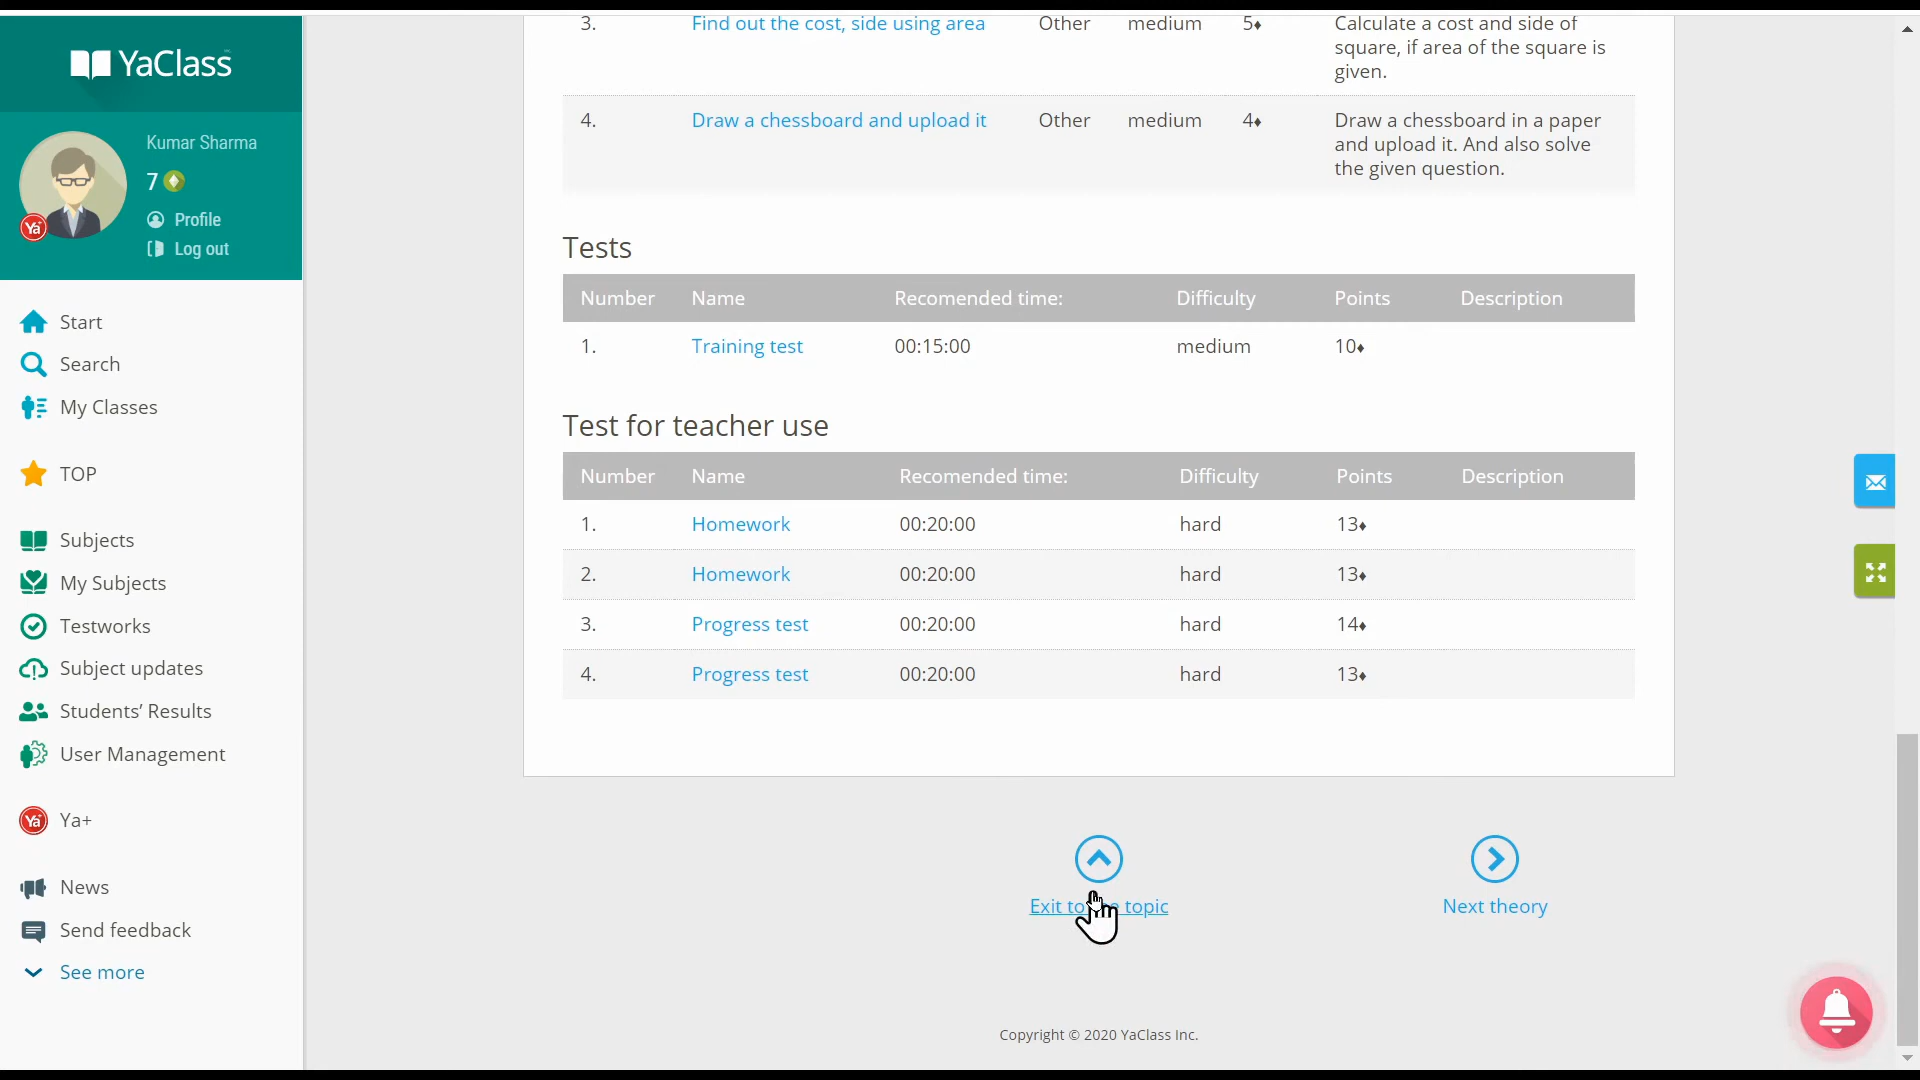 YaClass
Kumar Sharma
7
Ya
Profile
Log out
Start
Search
My Classes
TOP
Subjects
My Subjects
Testworks
Subject updates
Students’ Results
User Management
Ya Ya+
News
Send feedback
See more
3. Find out the cost, side using area Other medium 5♦ Calculate a cost and side of
square, if area of the square is
given.
4. Draw a chessboard and upload it Other medium 4♦ Draw a chessboard in a paper
and upload it. And also solve
the given question.
Tests
Number Name Recomended time: Difficulty Points Description
1. Training test 00:15:00 medium 10♦
Test for teacher use
Number Name Recomended time: Difficulty Points Description
1. Homework 00:20:00 hard 13♦
2. Homework 00:20:00 hard 13♦
3. Progress test 00:20:00 hard 14♦
4. Progress test 00:20:00 hard 13♦
Exit to the topic Next theory
Copyright © 2020 YaClass Inc.